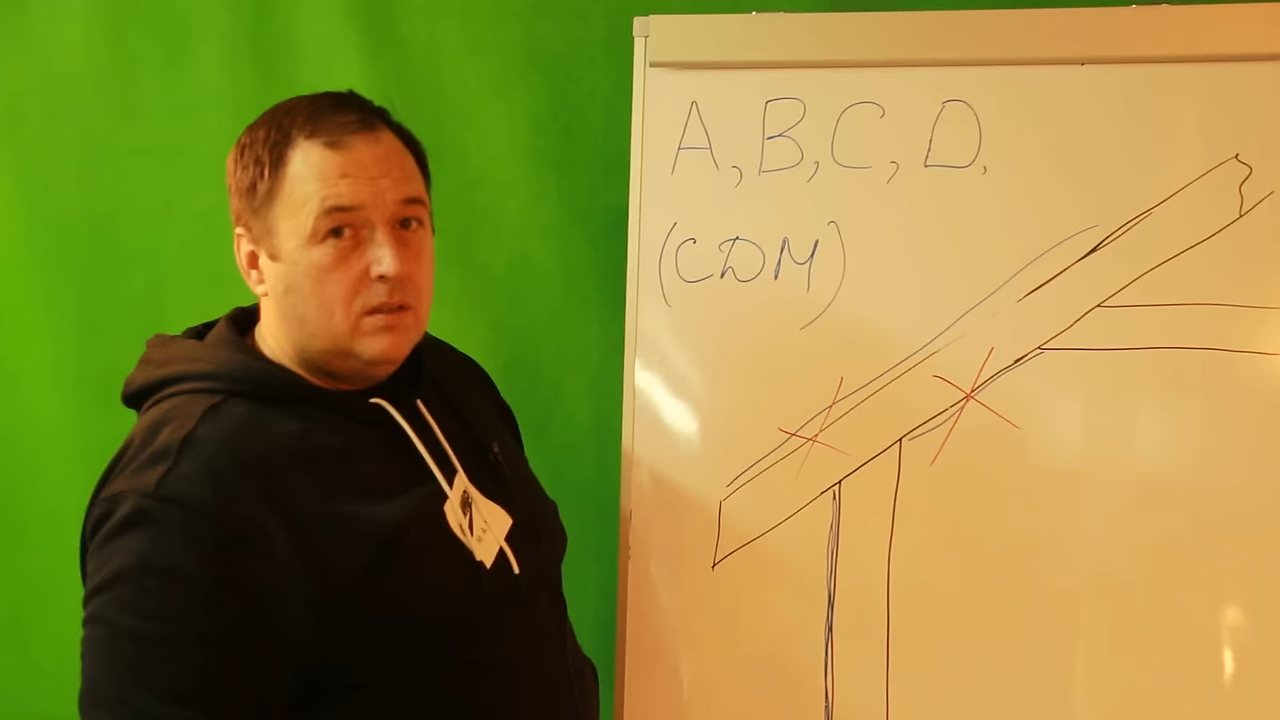 A, B, C, D,
(CDM)